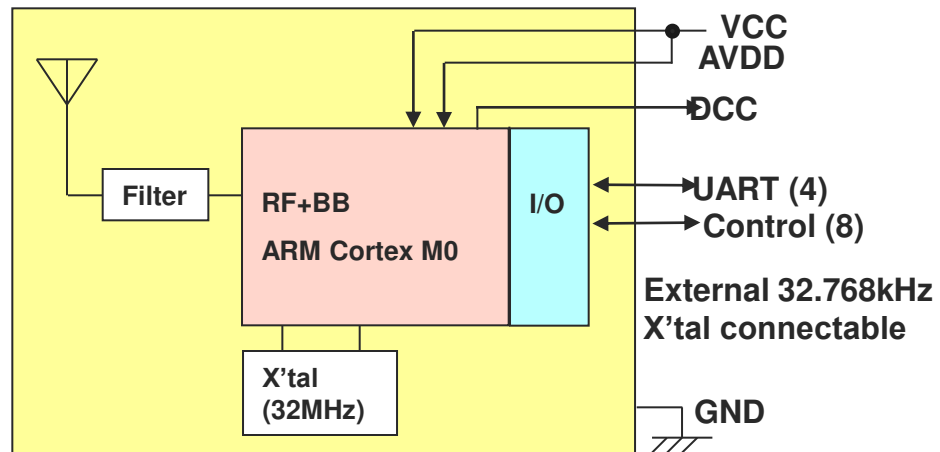 VCC
AVDD
DCC
Filter
RF+BB
ARM Cortex M0
I/O
UART (4)
Control (8)
External 32.768kHz
X'tal connectable
X’tal
(32MHz)
GND